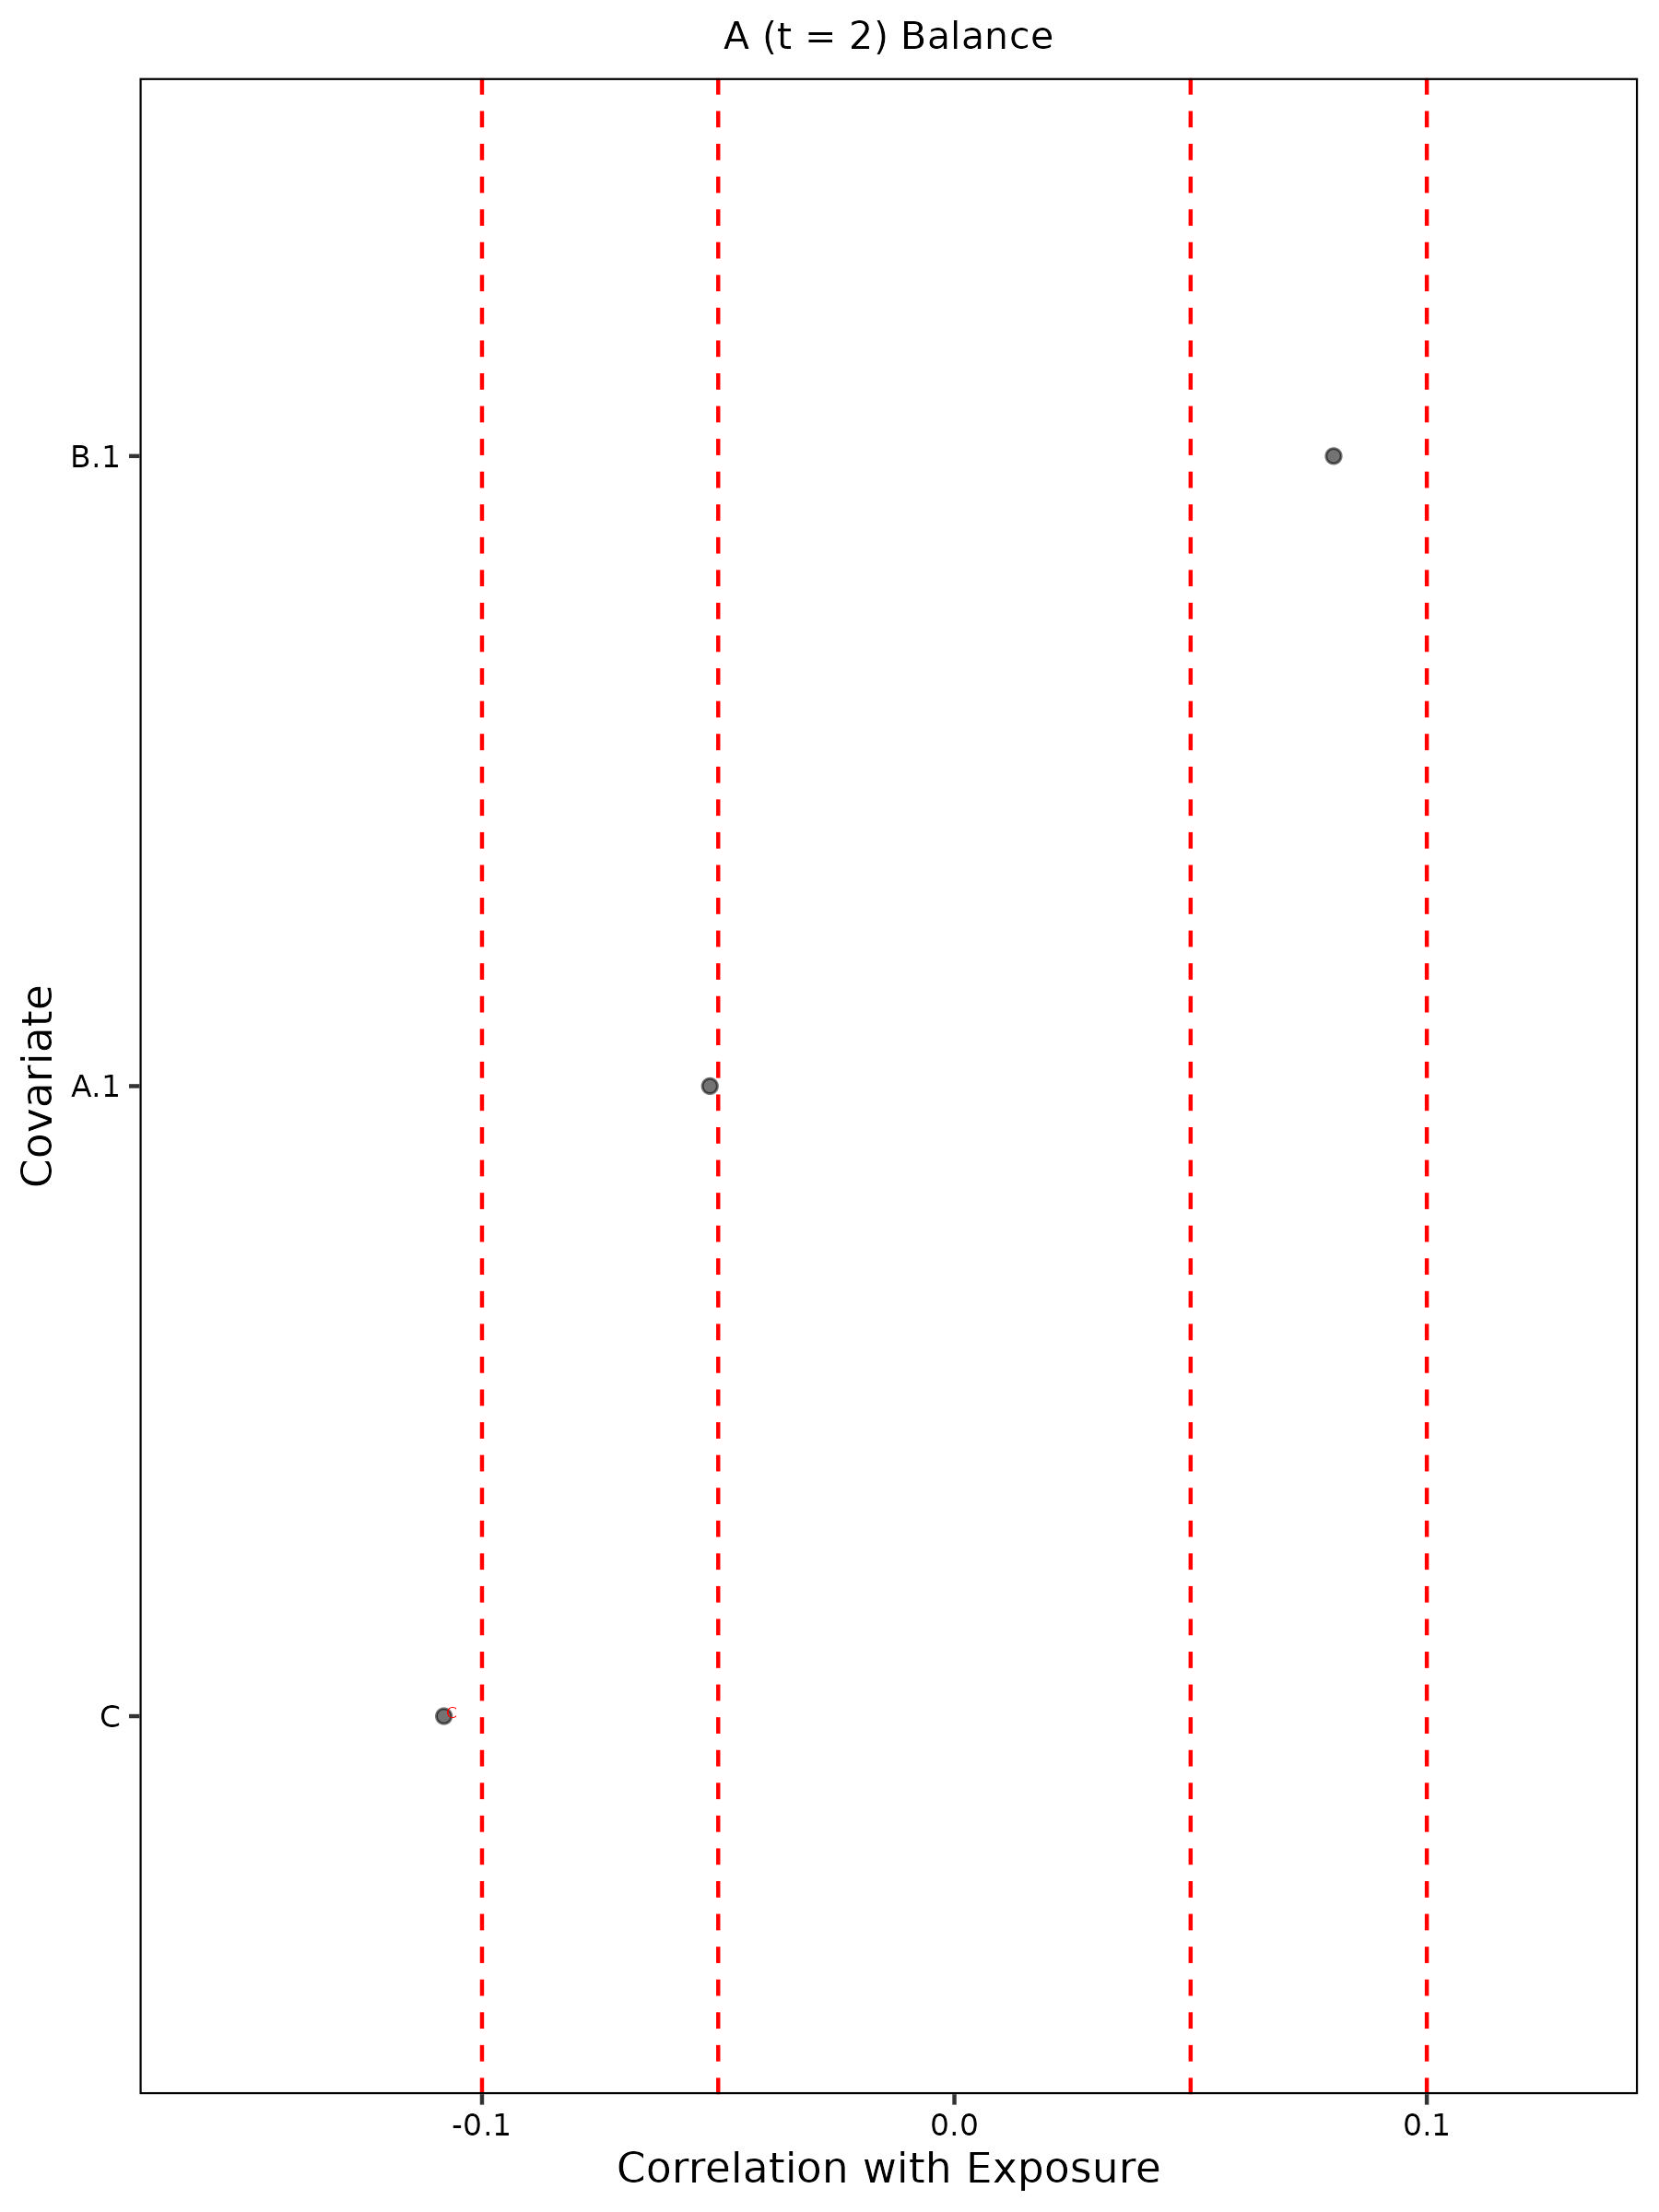 A (t = 2) Balance
B.1
A.1
C
C
-0.1 0.0 0.1
Correlation with Exposure
Covariate